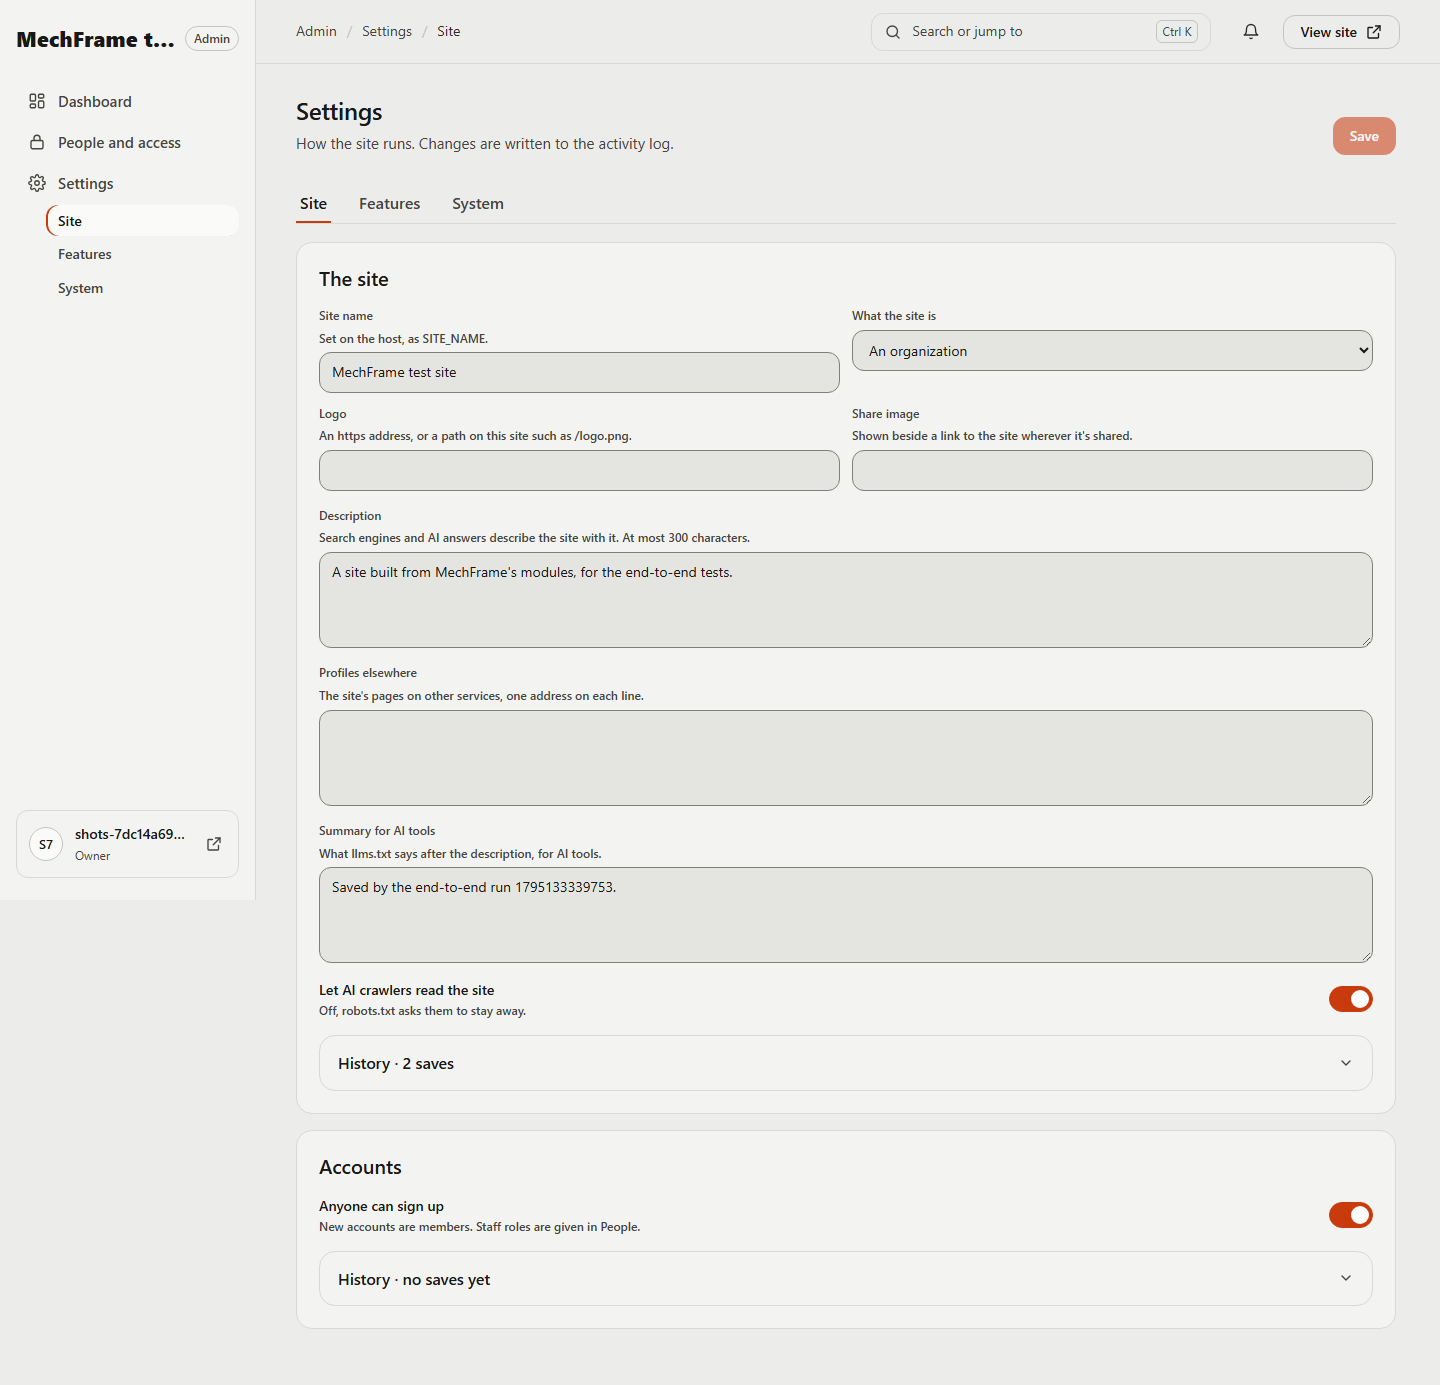 MechFrame t...
Admin
Dashboard
People and access
Settings
Site
Features
System
shots-7dc14a69...
S7
Owner
Admin / Settings / Site
Search or jump to
Ctrl K
View site
Settings
How the site runs. Changes are written to the activity log.
Save
Site
Features
System
The site
Site name
Set on the host, as SITE_NAME.
MechFrame test site
What the site is
An organization
Logo
An https address, or a path on this site such as /logo.png.
Share image
Shown beside a link to the site wherever it's shared.
Description
Search engines and AI answers describe the site with it. At most 300 characters.
A site built from MechFrame's modules, for the end-to-end tests.
Profiles elsewhere
The site's pages on other services, one address on each line.
Summary for AI tools
What llms.txt says after the description, for AI tools.
Saved by the end-to-end run 1795133339753.
Let AI crawlers read the site
Off, robots.txt asks them to stay away.
History · 2 saves
Accounts
Anyone can sign up
New accounts are members. Staff roles are given in People.
History · no saves yet